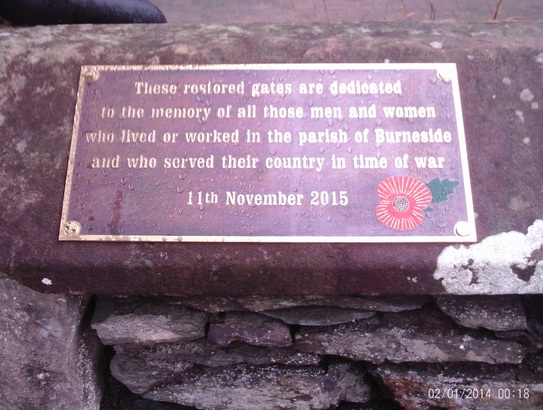 These restored gates are dedicated
to the memory of all those men and women
who lived or worked in the parish of Burneside
and who served their country in time of war
11th November 2015
02/01/2014 00:18